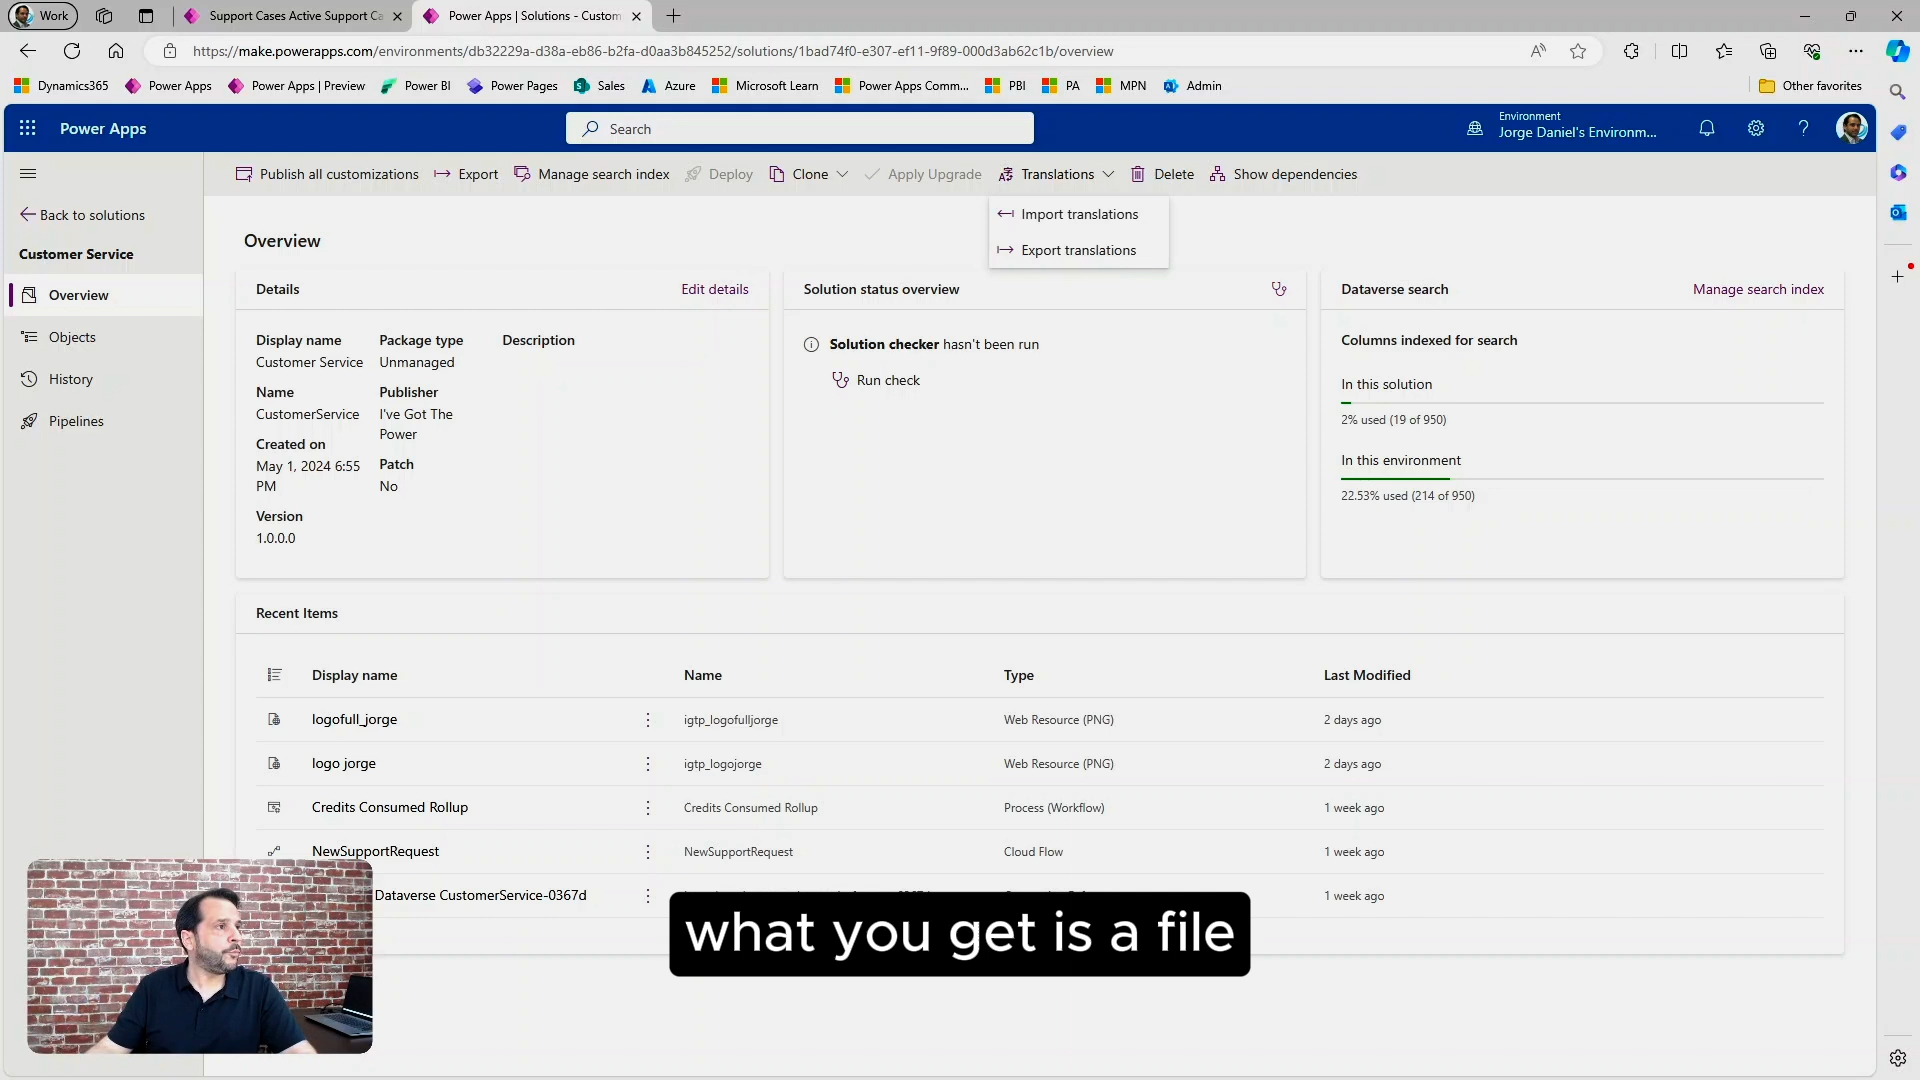 Work
Support Cases Active Support Ca
Power Apps | Solutions - Custom
https://make.powerapps.com/environments/db32229a-d38a-eb86-b2fa-d0aa3b845252/solutions/1bad74f0-e307-ef11-9f89-000d3ab62c1b/overview
Dynamics365
Power Apps
Power Apps | Preview
Power BI
Power Pages
Sales
Azure
Microsoft Learn
Power Apps Comm...
PBI
PA
MPN
Admin
Other favorites
Power Apps
Search
Environment
Jorge Daniel's Environm...
Publish all customizations
Export
Manage search index
Deploy
Clone
Apply Upgrade
Translations
Delete
Show dependencies
Import translations
Export translations
Back to solutions
Customer Service
Overview
Objects
History
Pipelines
Overview
Details
Edit details
Display name
Customer Service
Package type
Unmanaged
Description
Name
CustomerService
Publisher
I've Got The
Power
Created on
May 1, 2024 6:55
PM
Patch
No
Version
1.0.0.0
Solution status overview
Solution checker hasn't been run
Run check
Dataverse search
Manage search index
Columns indexed for search
In this solution
2% used (19 of 950)
In this environment
22.53% used (214 of 950)
Recent Items
Display name
Name
Type
Last Modified
logofull_jorge
igtp_logofulljorge
Web Resource (PNG)
2 days ago
logo jorge
igtp_logojorge
Web Resource (PNG)
2 days ago
Credits Consumed Rollup
Credits Consumed Rollup
Process (Workflow)
1 week ago
NewSupportRequest
NewSupportRequest
Cloud Flow
1 week ago
Dataverse CustomerService-0367d
1 week ago
what you get is a file